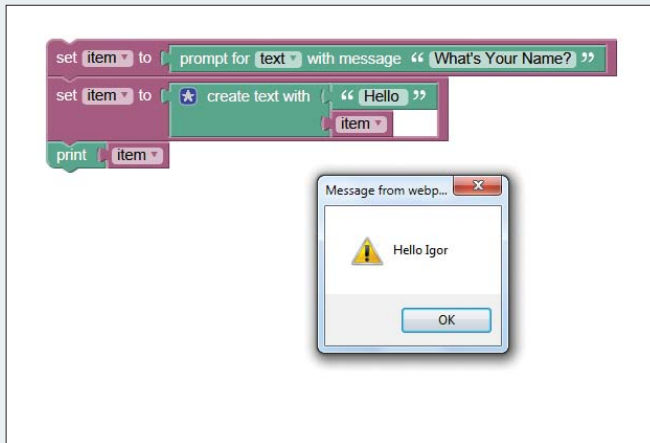 set item to prompt for text with message “ What's Your Name? ”
set item to create text with “ Hello ”
item
print item
Message from webp... x
Hello Igor
OK